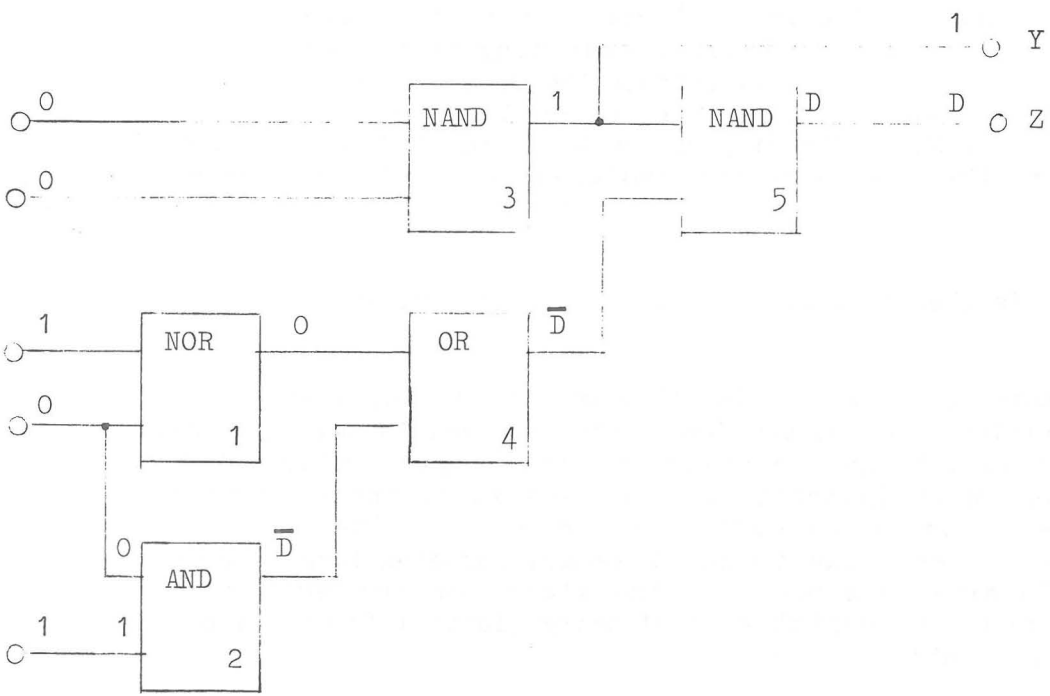 1 Y
0 NAND 1 NAND D D Z
0 3 5
1 NOR 0 OR D̅
0 1 4
0 AND D̅
1 1 2